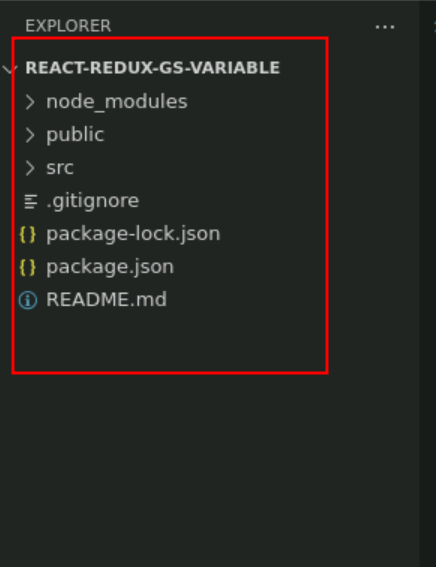 EXPLORER
REACT-REDUX-GS-VARIABLE
node_modules
public
src
.gitignore
package-lock.json
package.json
README.md